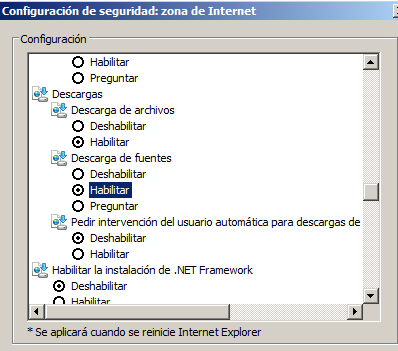 Configuración de seguridad: zona de Internet
Configuración
Habilitar
Preguntar
Descargas
Descarga de archivos
Deshabilitar
Habilitar
Descarga de fuentes
Deshabilitar
Habilitar
Preguntar
Pedir intervención del usuario automática para descargas de
Deshabilitar
Habilitar
Habilitar la instalación de .NET Framework
Deshabilitar
Habilitar
* Se aplicará cuando se reinicie Internet Explorer